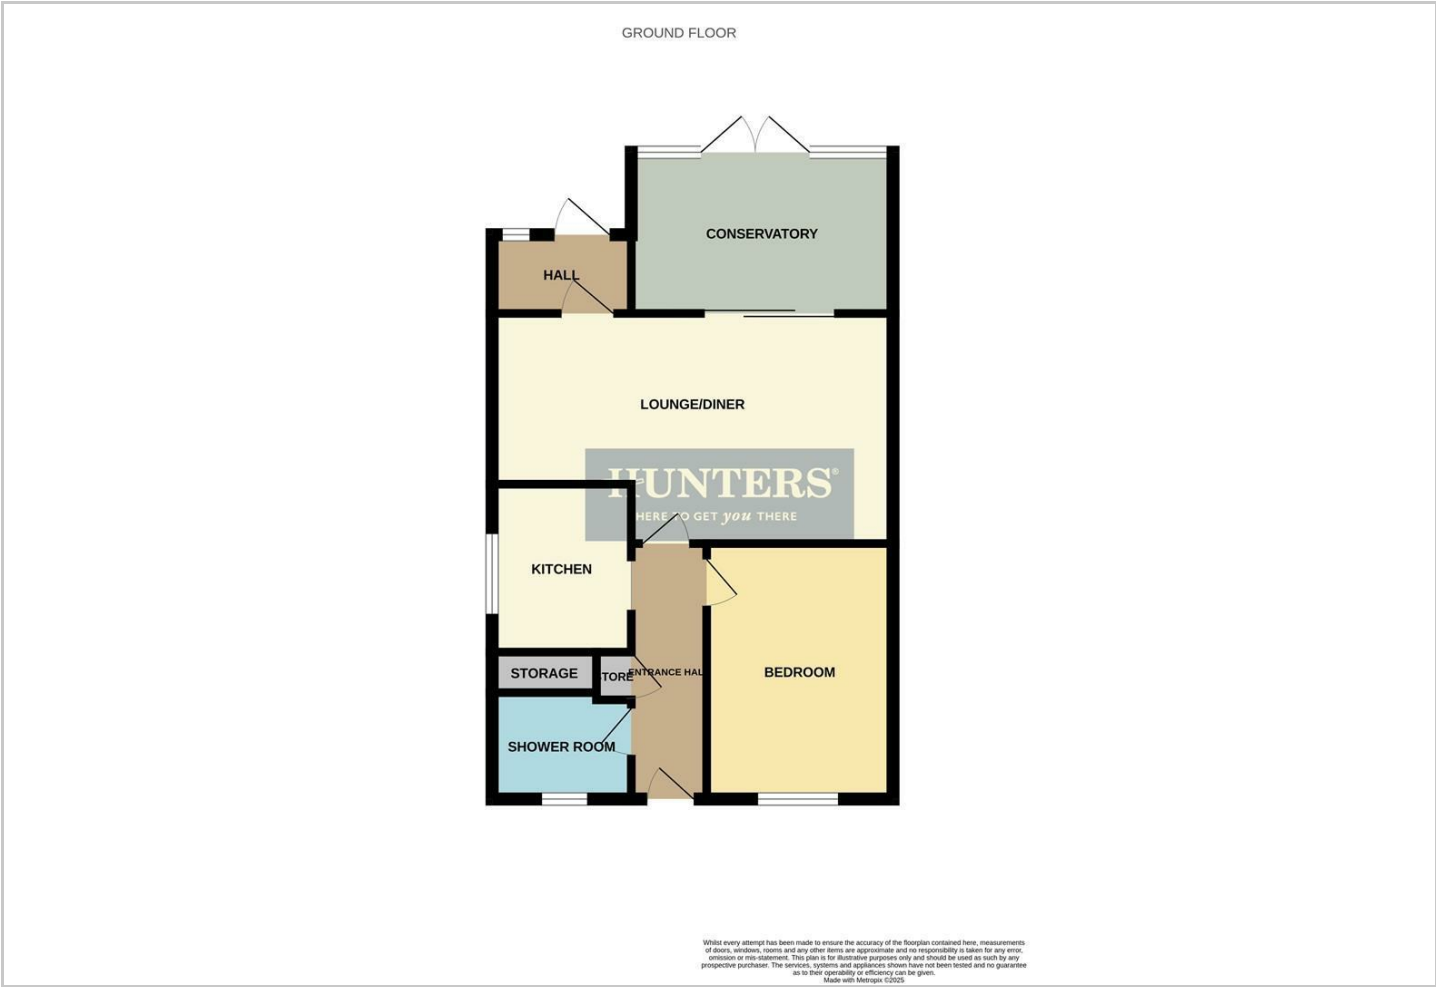 GROUND FLOOR
CONSERVATORY
HALL
LOUNGE/DINER
HUNTERS®
HERE TO GET you THERE
KITCHEN
BEDROOM
STORAGE
STORE
ENTRANCE HALL
SHOWER ROOM
Whilst every attempt has been made to ensure the accuracy of the floorplan contained here, measurements
of doors, windows, rooms and any other items are approximate and no responsibility is taken for any error,
omission or mis-statement. This plan is for illustrative purposes only and should be used as such by any
prospective purchaser. The services, systems and appliances shown have not been tested and no guarantee
as to their operability or efficiency can be given.
Made with Metropix ©2025